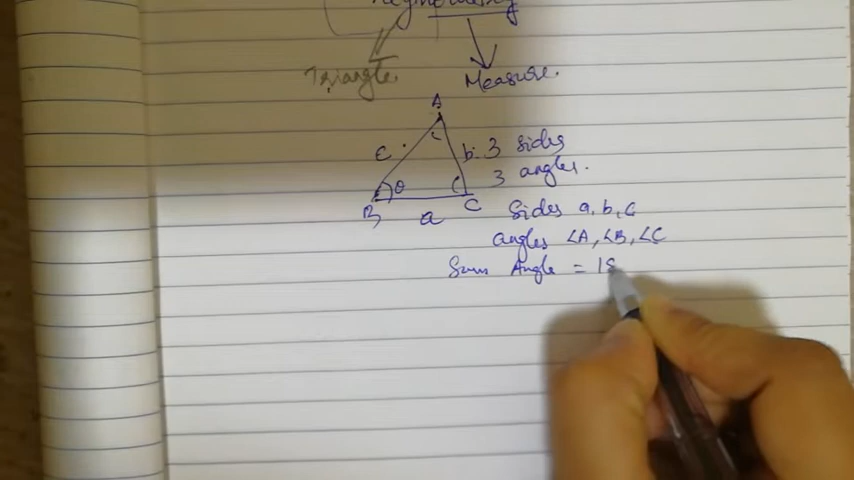 Triangle
Measure.
A
c
b
3 sides
3 angles.
θ
B
a
C
Sides a, b, c
angles ∠A, ∠B, ∠C
Sum Angle = 18